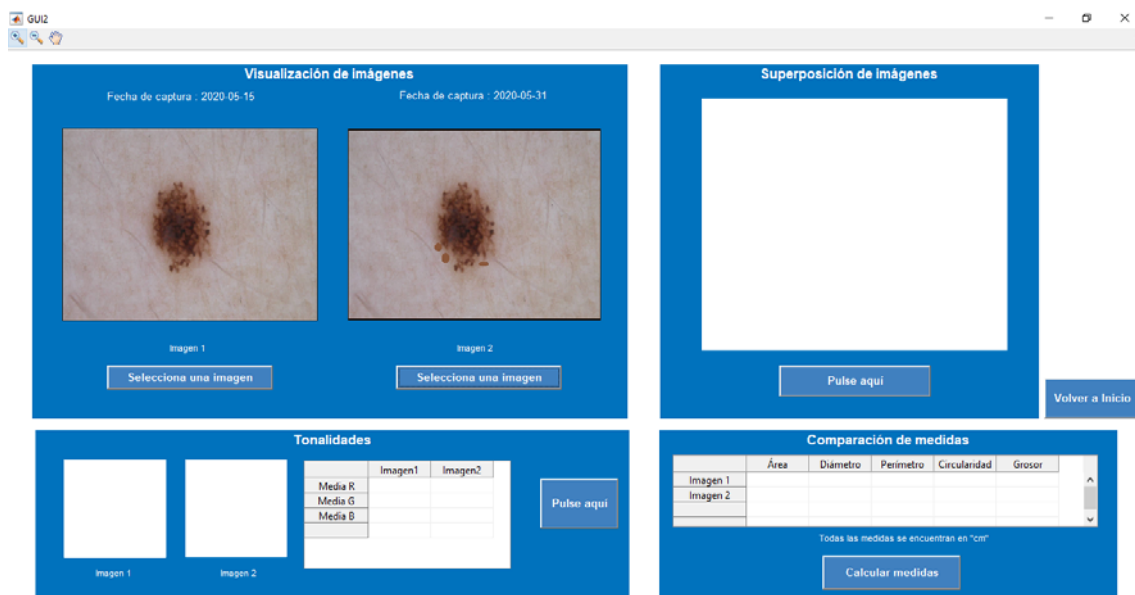 GUI2
Visualización de imágenes
Fecha de captura : 2020-05-15
Fecha de captura : 2020-05-31
Imagen 1
Imagen 2
Selecciona una imagen
Selecciona una imagen
Superposición de imágenes
Pulse aquí
Volver a Inicio
Tonalidades
Imagen1 Imagen2
Media R
Media G
Media B
Imagen 1
Imagen 2
Pulse aquí
Comparación de medidas
Área Diámetro Perímetro Circularidad Grosor
Imagen 1
Imagen 2
Todas las medidas se encuentran en "cm"
Calcular medidas